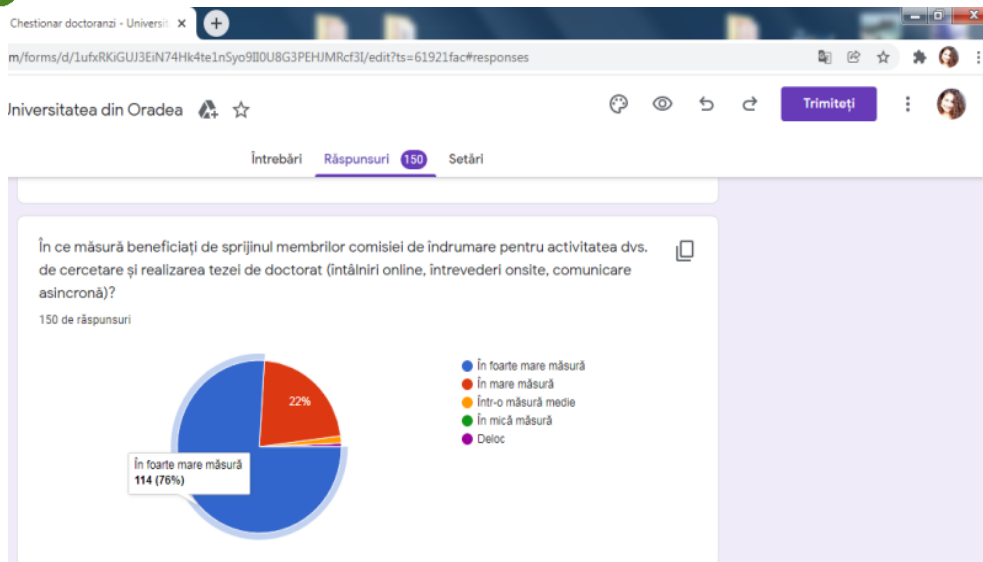 Chestionar doctoranzi - Universi
m/forms/d/1ufxRKiGUJ3EiN74Hk4te1nSyo9II0U8G3PEHJMRcf3I/edit?ts=61921fac#responses
Universitatea din Oradea
Trimiteți
Întrebări Răspunsuri 150 Setări
În ce măsură beneficiați de sprijinul membrilor comisiei de îndrumare pentru activitatea dvs.
de cercetare și realizarea tezei de doctorat (întâlniri online, întrevederi onsite, comunicare
asincronă)?
150 de răspunsuri
În foarte mare măsură
În mare măsură
Într-o măsură medie
În mică măsură
Deloc
22%
În foarte mare măsură
114 (76%)